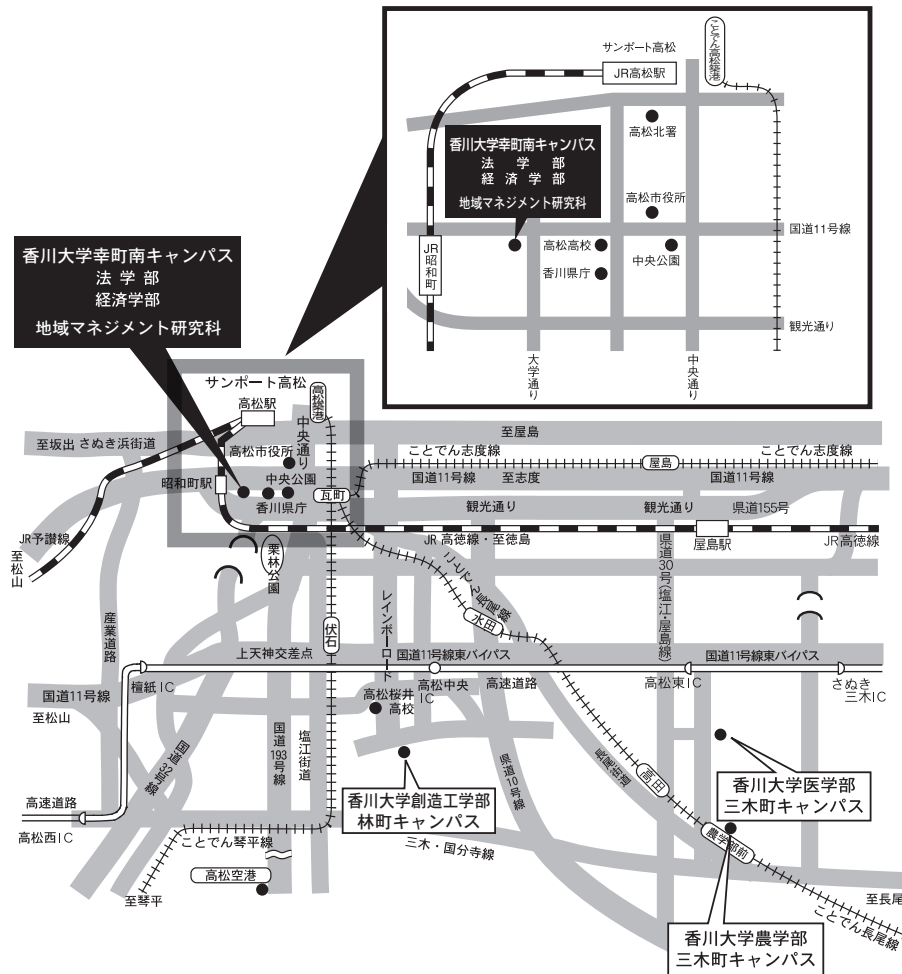 サンポート高松
JR高松駅
ことでん高松築港
高松北署
香川大学幸町南キャンパス
法学部
経済学部
地域マネジメント研究科
高松市役所
国道11号線
JR昭和町
高松高校
中央公園
香川県庁
観光通り
大学通り
中央通り
香川大学幸町南キャンパス
法学部
経済学部
地域マネジメント研究科
サンポート高松
高松駅
高松築港
中央通り
至坂出 さぬき浜街道
高松市役所
至屋島
ことでん志度線
ことでん志度線
屋島
国道11号線
至志度
国道11号線
昭和町駅
中央公園
瓦町
香川県庁
観光通り
観光通り
県道155号
JR予讃線
至松山
JR 高徳線・至徳島
屋島駅
JR高徳線
栗林公園
ことでん長尾線
県道30号(塩江・屋島線)
産業道路
伏石
レインボーロード
水田
上天神交差点
国道11号線東バイパス
国道11号線東バイパス
檀紙IC
高松中央IC
高速道路
高松東IC
さぬき三木IC
国道11号線
至松山
高松桜井高校
国道32号線
国道193号線
塩江街道
県道10号線
長尾街道
高田
香川大学医学部
三木町キャンパス
香川大学創造工学部
林町キャンパス
高速道路
高松西IC
ことでん琴平線
三木・国分寺線
農学部前
高松空港
至琴平
至長尾
ことでん長尾線
香川大学農学部
三木町キャンパス